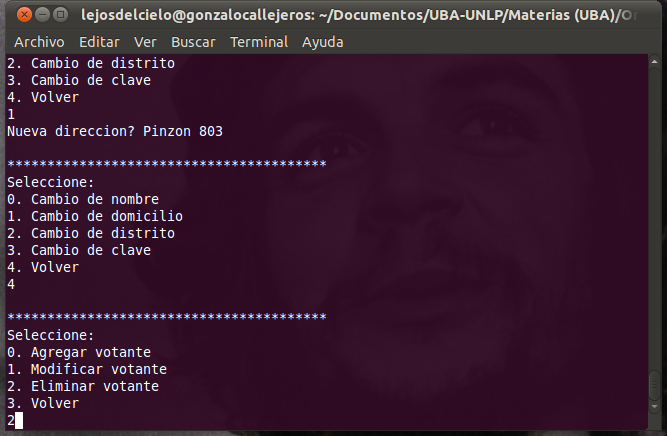 lejosdelcielo@gonzalocallejeros: ~/Documentos/UBA-UNLP/Materias (UBA)/Or
Archivo Editar Ver Buscar Terminal Ayuda
2. Cambio de distrito
3. Cambio de clave
4. Volver
1
Nueva direccion? Pinzon 803
****************************************
Seleccione:
0. Cambio de nombre
1. Cambio de domicilio
2. Cambio de distrito
3. Cambio de clave
4. Volver
4
****************************************
Seleccione:
0. Agregar votante
1. Modificar votante
2. Eliminar votante
3. Volver
2